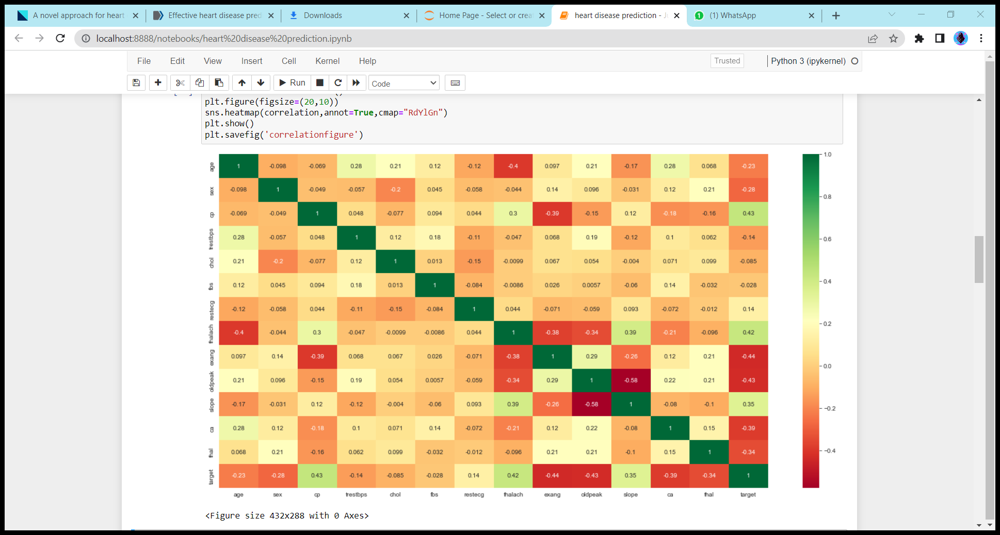 A novel approach for heart
Effective heart disease pred
Downloads
Home Page - Select or crea
heart disease prediction - J
(1) WhatsApp
localhost:8888/notebooks/heart%20disease%20prediction.ipynb
File Edit View Insert Cell Kernel Help Trusted Python 3 (ipykernel)
Run Code
plt.figure(figsize=(20,10))
sns.heatmap(correlation,annot=True,cmap="RdYlGn")
plt.show()
plt.savefig('correlationfigure')
age 1 -0.098 -0.069 0.28 0.21 0.12 -0.12 -0.4 0.097 0.21 -0.17 0.28 0.068 -0.23
sex -0.098 1 -0.049 -0.057 -0.2 0.045 -0.058 -0.044 0.14 0.096 -0.031 0.12 0.21 -0.28
cp -0.069 -0.049 1 0.048 -0.077 0.094 0.044 0.3 -0.39 -0.15 0.12 -0.18 -0.16 0.43
trestbps 0.28 -0.057 0.048 1 0.12 0.18 -0.11 -0.047 0.068 0.19 -0.12 0.1 0.062 -0.14
chol 0.21 -0.2 -0.077 0.12 1 0.013 -0.15 -0.0099 0.067 0.054 -0.004 0.071 0.099 -0.085
fbs 0.12 0.045 0.094 0.18 0.013 1 -0.084 -0.0086 0.026 0.0057 -0.06 0.14 -0.032 -0.028
restecg -0.12 -0.058 0.044 -0.11 -0.15 -0.084 1 0.044 -0.071 -0.059 0.093 -0.072 -0.012 0.14
thalach -0.4 -0.044 0.3 -0.047 -0.0099 -0.0086 0.044 1 -0.38 -0.34 0.39 -0.21 -0.096 0.42
exang 0.097 0.14 -0.39 0.068 0.067 0.026 -0.071 -0.38 1 0.29 -0.26 0.12 0.21 -0.44
oldpeak 0.21 0.096 -0.15 0.19 0.054 0.0057 -0.059 -0.34 0.29 1 -0.58 0.22 0.21 -0.43
slope -0.17 -0.031 0.12 -0.12 -0.004 -0.06 0.093 0.39 -0.26 -0.58 1 -0.08 -0.1 0.35
ca 0.28 0.12 -0.18 0.1 0.071 0.14 -0.072 -0.21 0.12 0.22 -0.08 1 0.15 -0.39
thal 0.068 0.21 -0.16 0.062 0.099 -0.032 -0.012 -0.096 0.21 0.21 -0.1 0.15 1 -0.34
target -0.23 -0.28 0.43 -0.14 -0.085 -0.028 0.14 0.42 -0.44 -0.43 0.35 -0.39 -0.34 1
age sex cp trestbps chol fbs restecg thalach exang oldpeak slope ca thal target
1.0
0.8
0.6
0.4
0.2
0.0
-0.2
-0.4
<Figure size 432x288 with 0 Axes>